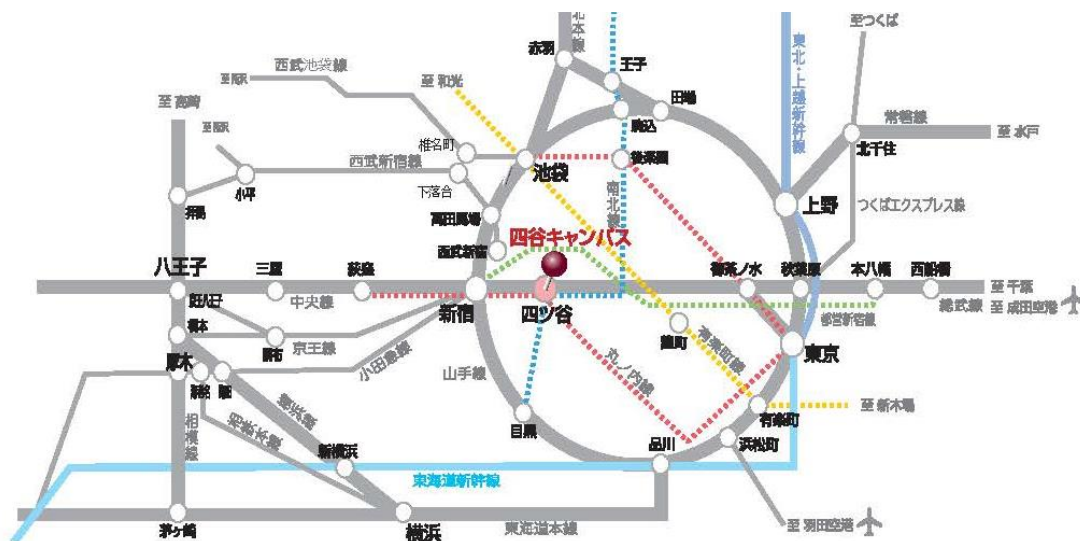 至 つくば
赤羽
王子
東北・上越新幹線
西武池袋線
至 和光
田端
駒込
常磐線
至 水戸
北千住
至 高崎
西武新宿線
椎名町
池袋
後楽園
南北線
小平
下落合
高田馬場
上野
つくばエクスプレス線
西武新宿
四谷キャンパス
八王子
三鷹
荻窪
御茶ノ水
秋葉原
本八幡
西船橋
至 千葉
中央線
新宿
四ツ谷
総武線
至 成田空港
都営新宿線
橋本
京王線
小田急線
山手線
麹町
有楽町線
東京
厚木
丸ノ内線
相模線
有楽町
至 新木場
目黒
品川
浜松町
新横浜
東海道新幹線
茅ヶ崎
横浜
東海道本線
至 羽田空港